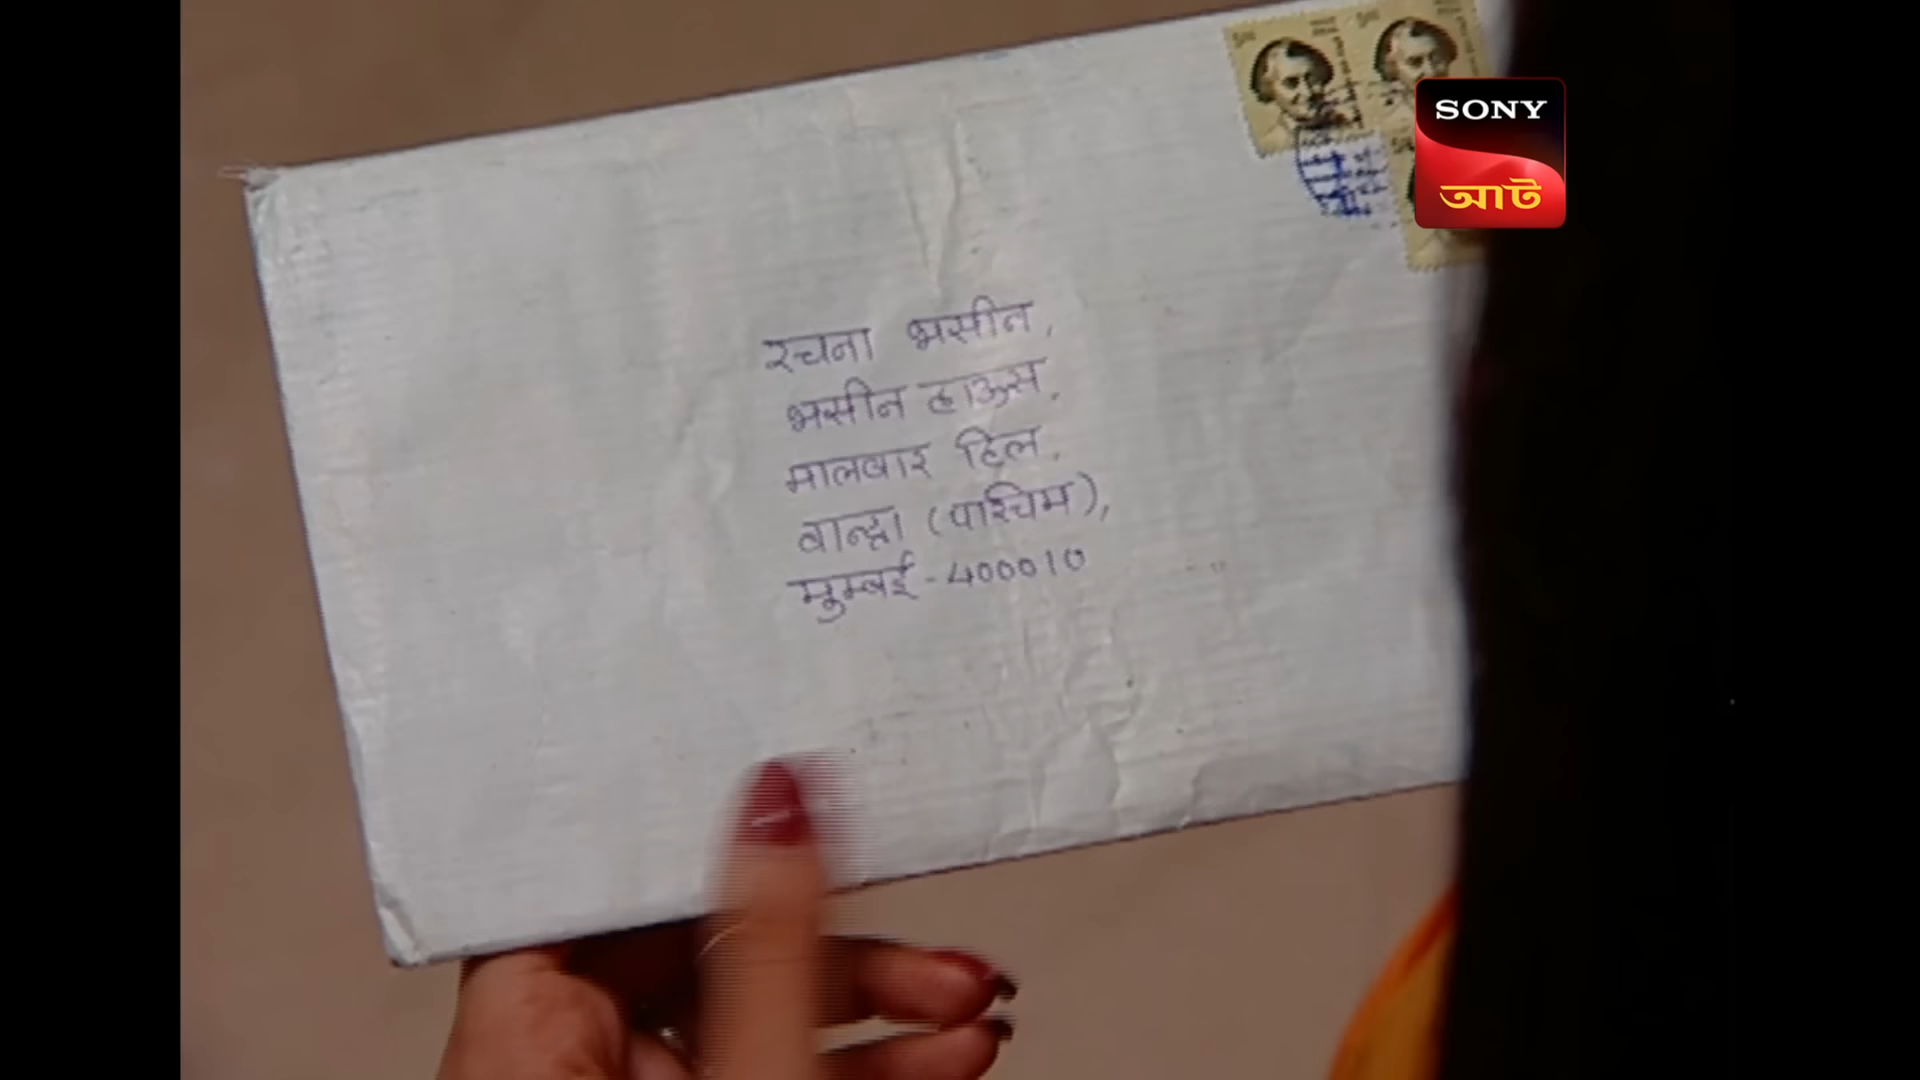 SONY
আট
रचना भसीन,
भसीन हाऊस,
मालबार हिल,
बान्द्रा (पश्चिम),
मुम्बई - 400010